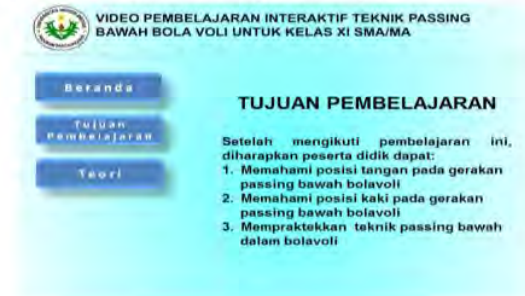 VIDEO PEMBELAJARAN INTERAKTIF TEKNIK PASSING
BAWAH BOLA VOLI UNTUK KELAS XI SMA/MA
Beranda
Tujuan
Pembelajaran
Teori
TUJUAN PEMBELAJARAN
Setelah mengikuti pembelajaran ini,
diharapkan peserta didik dapat:
1. Memahami posisi tangan pada gerakan
passing bawah bolavoli
2. Memahami posisi kaki pada gerakan
passing bawah bolavoli
3. Mempraktekkan teknik passing bawah
dalam bolavoli